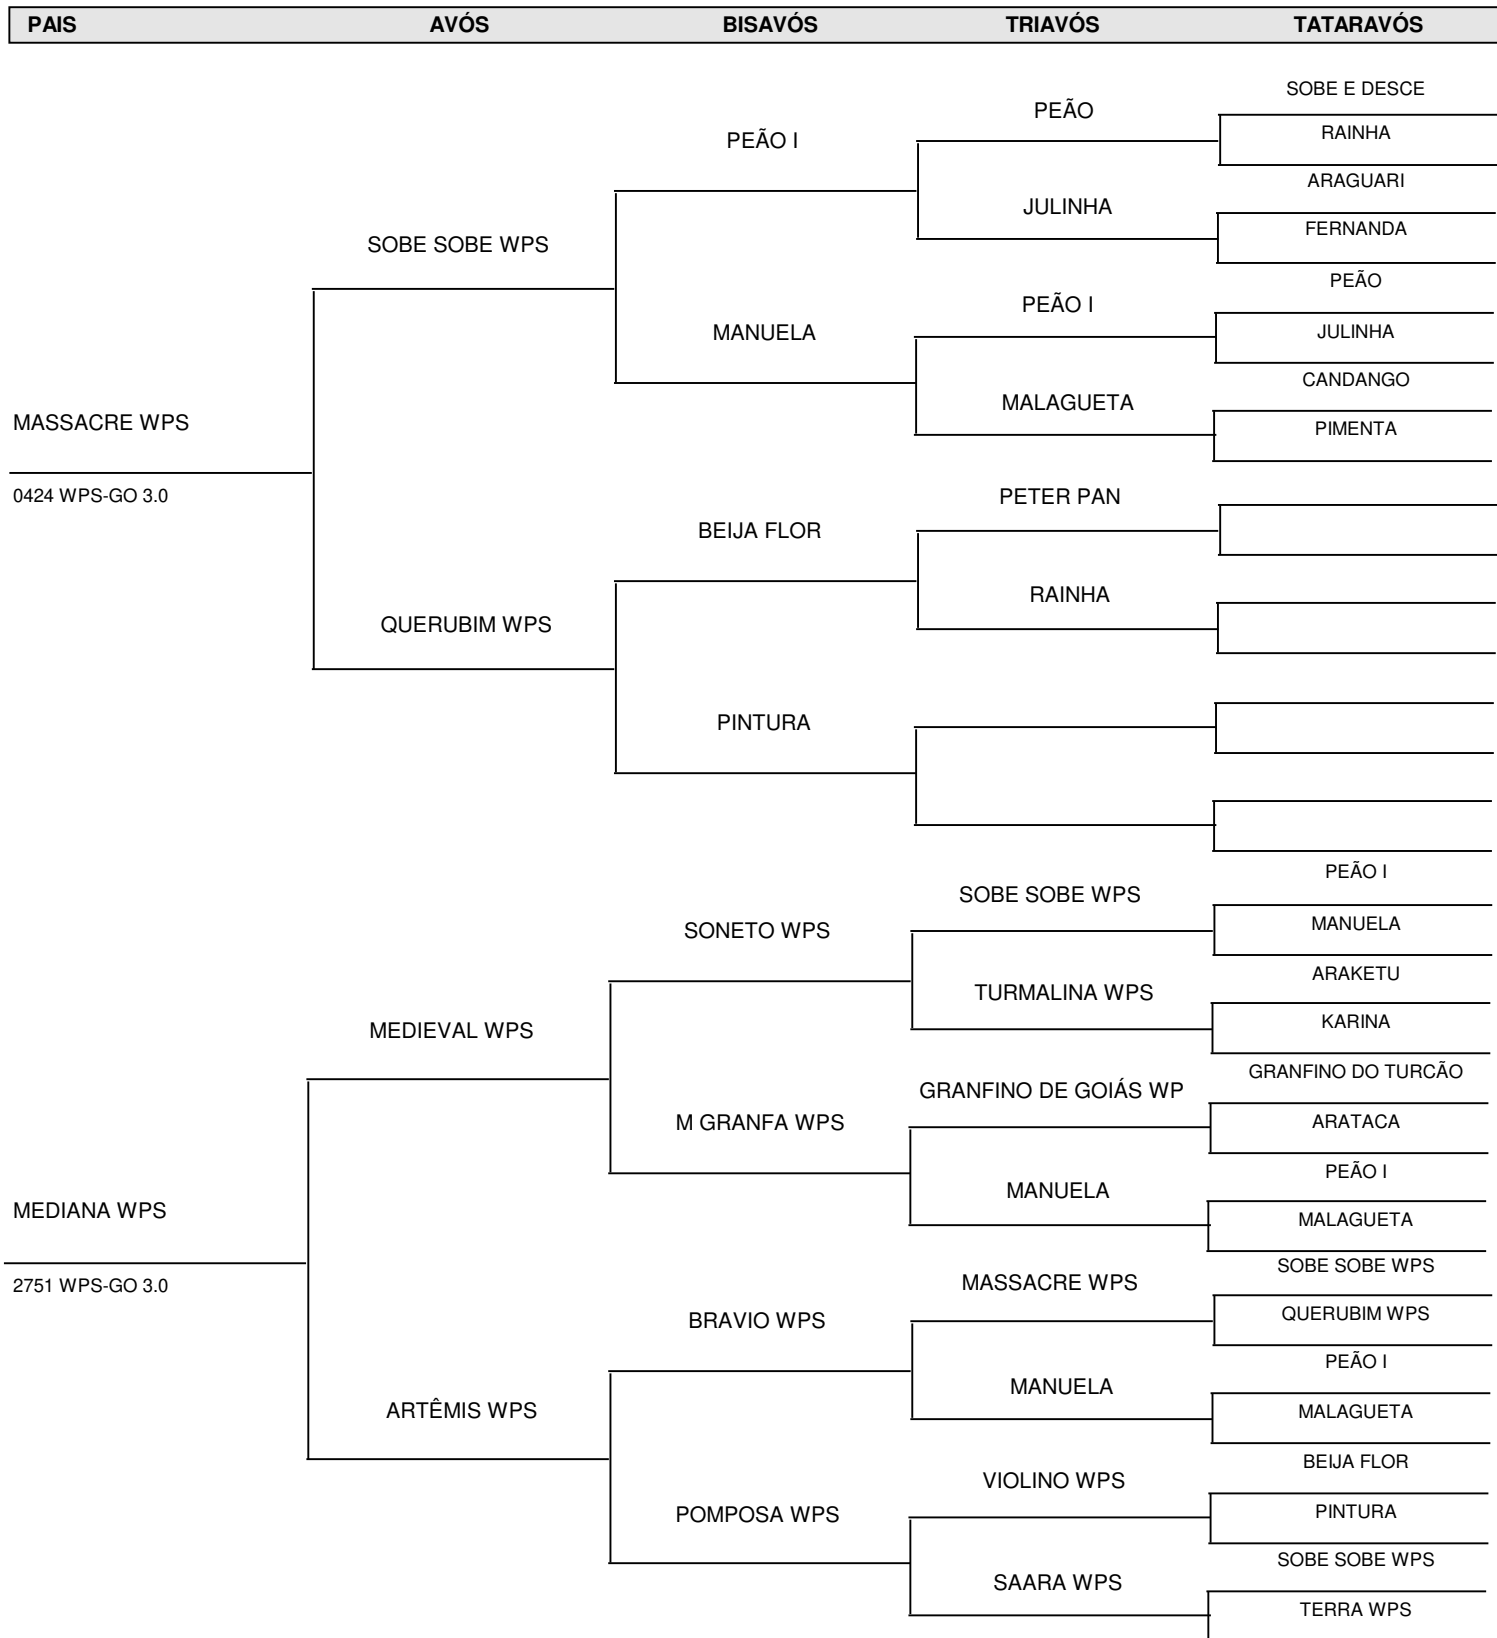 PAIS AVÓS BISAVÓS TRIAVÓS TATARAVÓS
SOBE E DESCE
PEÃO
RAINHA
PEÃO I
ARAGUARI
JULINHA
FERNANDA
SOBE SOBE WPS
PEÃO
PEÃO I
MANUELA
JULINHA
CANDANGO
MALAGUETA
MASSACRE WPS
PIMENTA
0424 WPS-GO 3.0
PETER PAN
BEIJA FLOR
RAINHA
QUERUBIM WPS
PINTURA
PEÃO I
SOBE SOBE WPS
MANUELA
SONETO WPS
ARAKETU
TURMALINA WPS
KARINA
MEDIEVAL WPS
GRANFINO DO TURCÃO
GRANFINO DE GOIÁS WP
M GRANFA WPS
ARATACA
PEÃO I
MANUELA
MEDIANA WPS
MALAGUETA
SOBE SOBE WPS
2751 WPS-GO 3.0
MASSACRE WPS
QUERUBIM WPS
BRAVIO WPS
PEÃO I
MANUELA
ARTÊMIS WPS
MALAGUETA
BEIJA FLOR
VIOLINO WPS
PINTURA
POMPOSA WPS
SOBE SOBE WPS
SAARA WPS
TERRA WPS